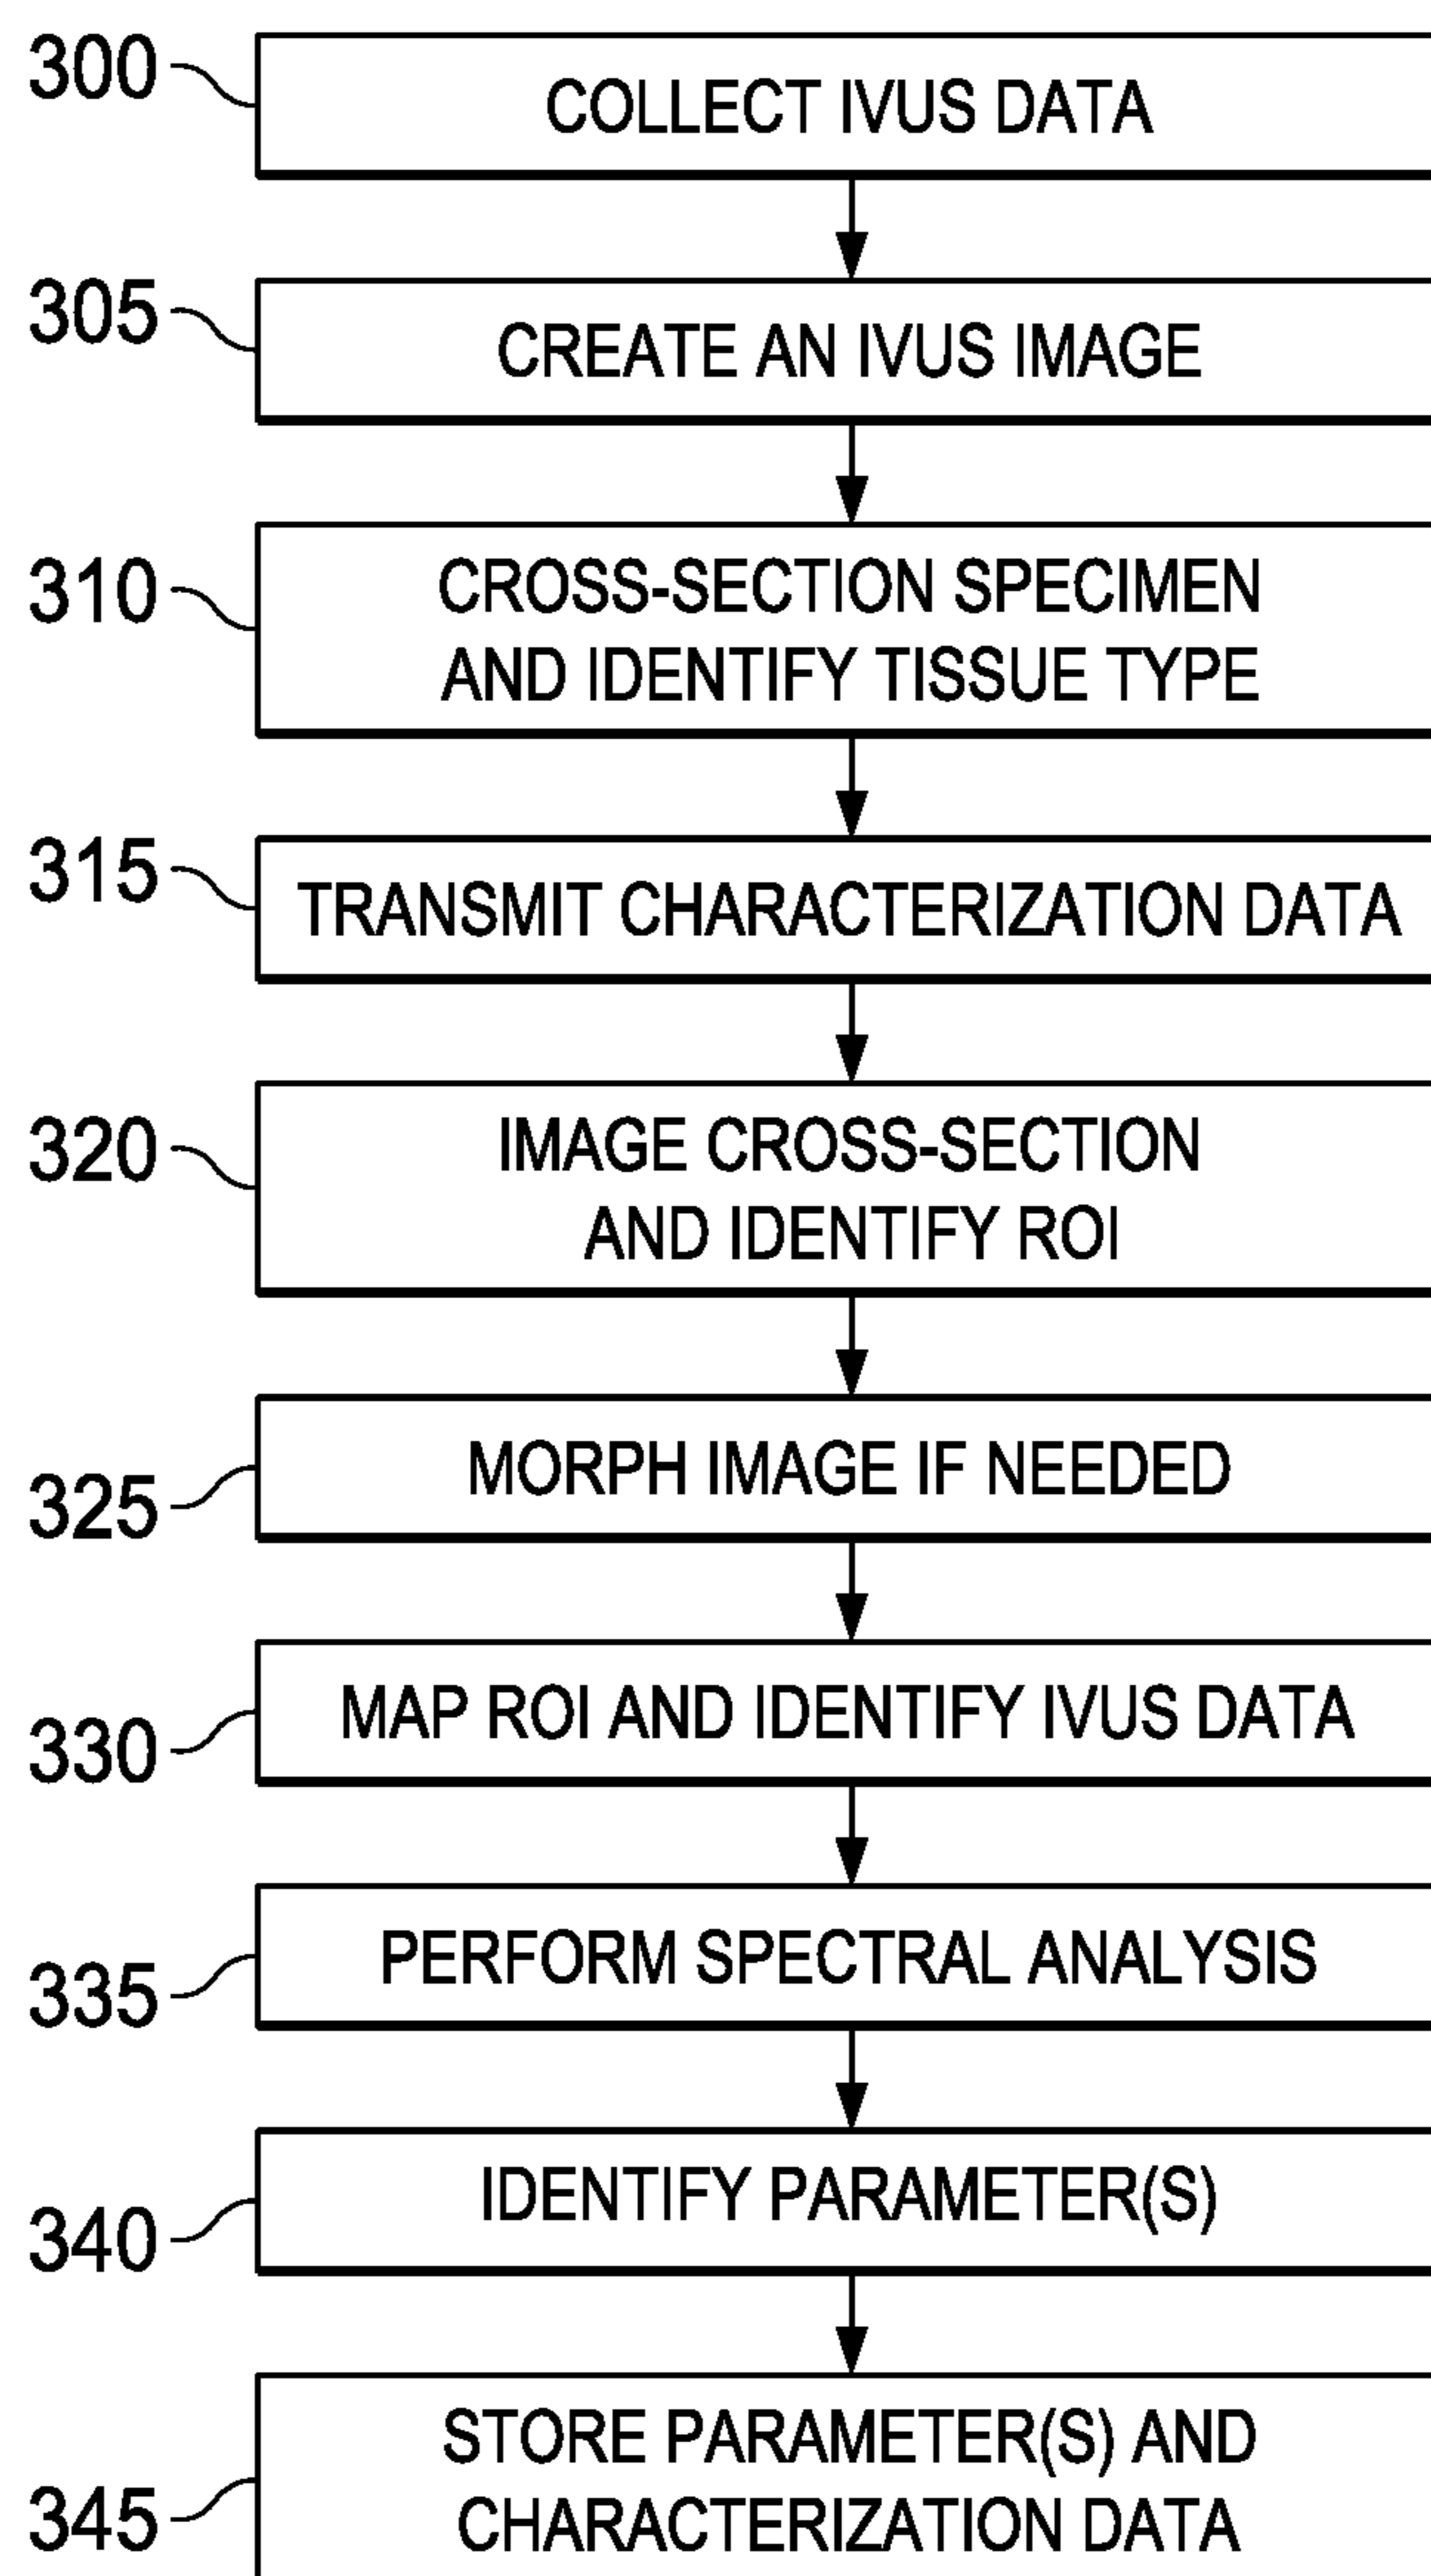 300
COLLECT IVUS DATA
305
CREATE AN IVUS IMAGE
310
CROSS-SECTION SPECIMEN
AND IDENTIFY TISSUE TYPE
315
TRANSMIT CHARACTERIZATION DATA
320
IMAGE CROSS-SECTION
AND IDENTIFY ROI
325
MORPH IMAGE IF NEEDED
330
MAP ROI AND IDENTIFY IVUS DATA
335
PERFORM SPECTRAL ANALYSIS
340
IDENTIFY PARAMETER(S)
345
STORE PARAMETER(S) AND
CHARACTERIZATION DATA